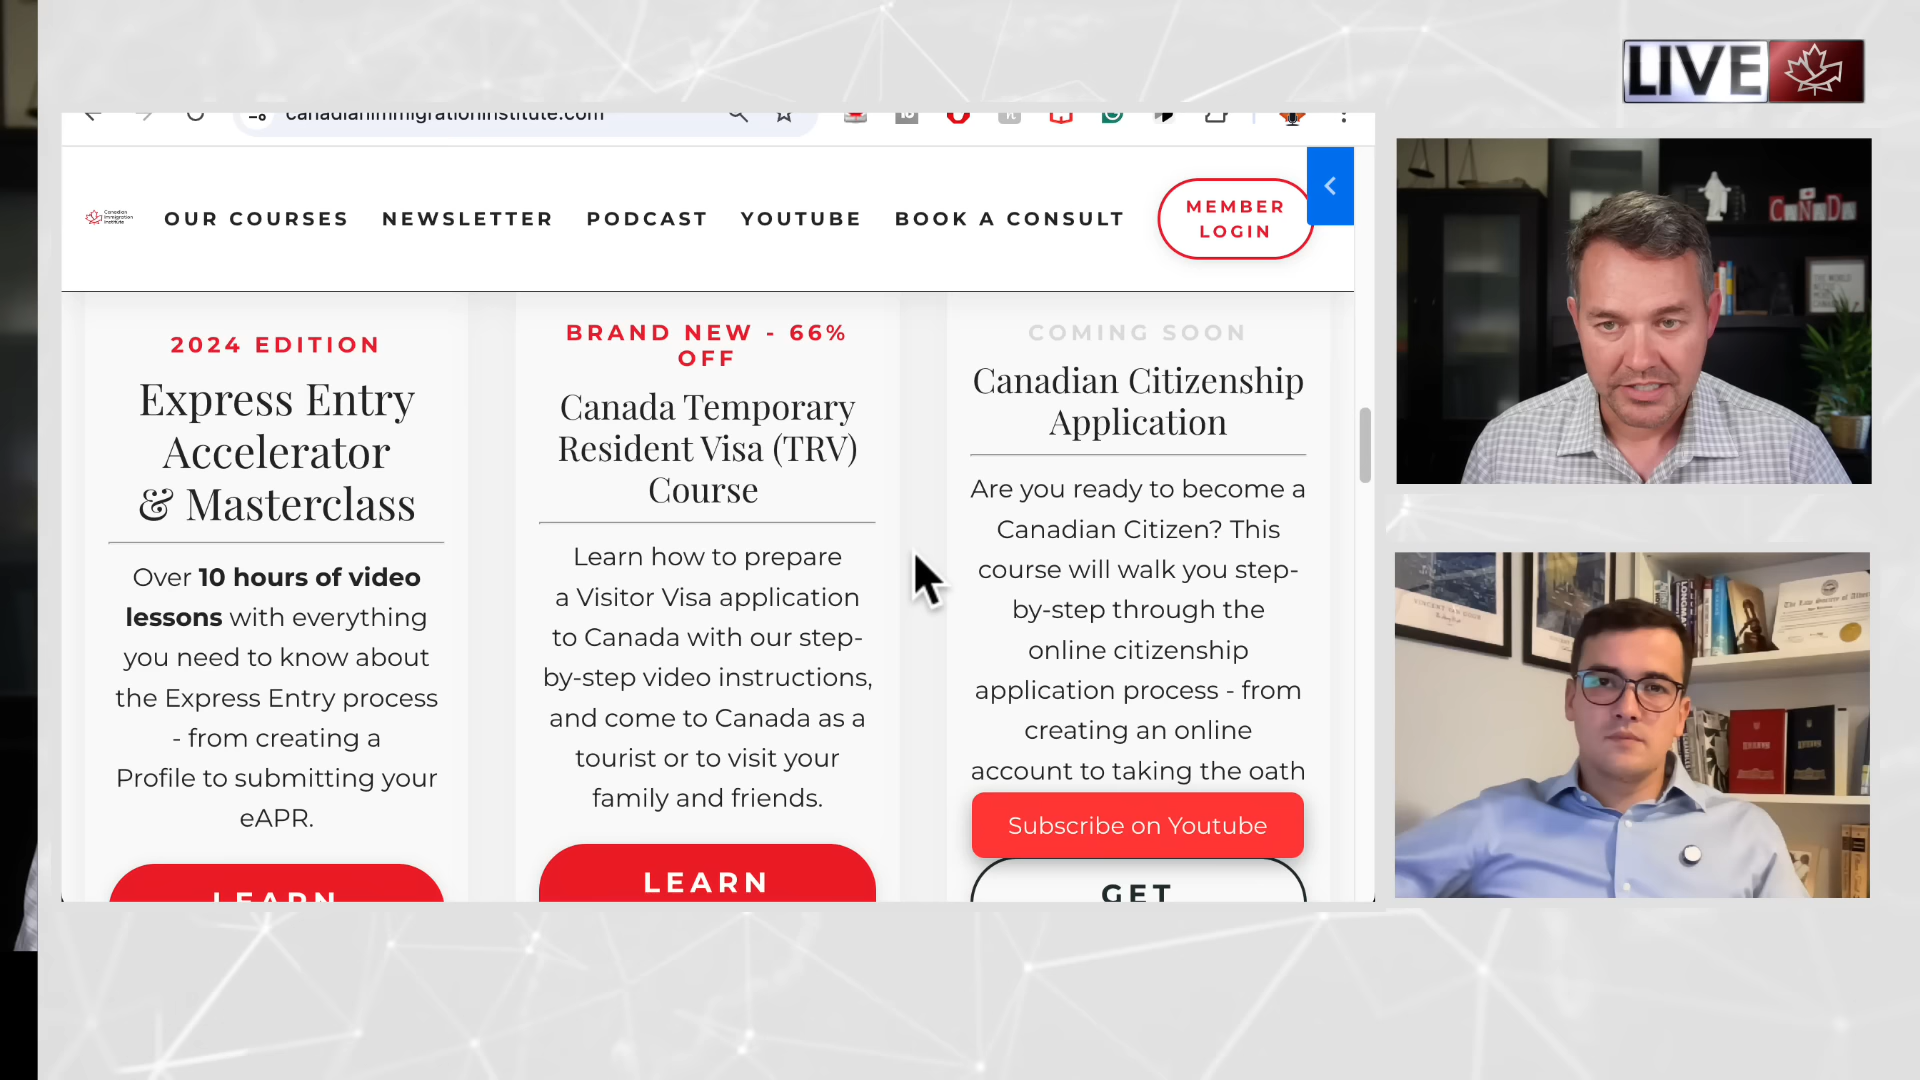 LIVE
canadianimmigrationinstitute.com
Canadian
Immigration
Institute
OUR COURSES
NEWSLETTER
PODCAST
YOUTUBE
BOOK A CONSULT
MEMBER
LOGIN
2024 EDITION
Express Entry
Accelerator
& Masterclass
Over 10 hours of video
lessons with everything
you need to know about
the Express Entry process
- from creating a
Profile to submitting your
eAPR.
LEARN
BRAND NEW - 66%
OFF
Canada Temporary
Resident Visa (TRV)
Course
Learn how to prepare
a Visitor Visa application
to Canada with our step-
by-step video instructions,
and come to Canada as a
tourist or to visit your
family and friends.
LEARN
COMING SOON
Canadian Citizenship
Application
Are you ready to become a
Canadian Citizen? This
course will walk you step-
by-step through the
online citizenship
application process - from
creating an online
account to taking the oath
Subscribe on Youtube
GET